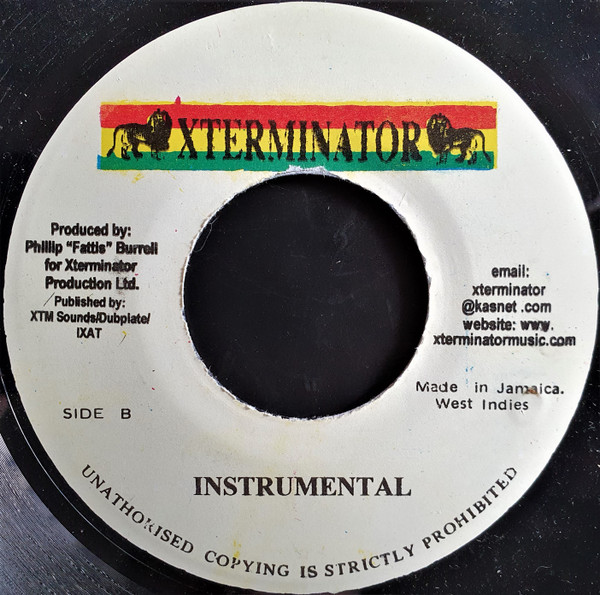 XTERMINATOR
Produced by:
Phillip "Fattis" Burrell
for Xterminator
Production Ltd.
Published by:
XTM Sounds/Dubplate/
IXAT
email:
xterminator
@kasnet .com
website: www.
xterminatormusic.com
Made in Jamaica.
West Indies
SIDE B
INSTRUMENTAL
UNATHORISED COPYING IS STRICTLY PROHIBITED